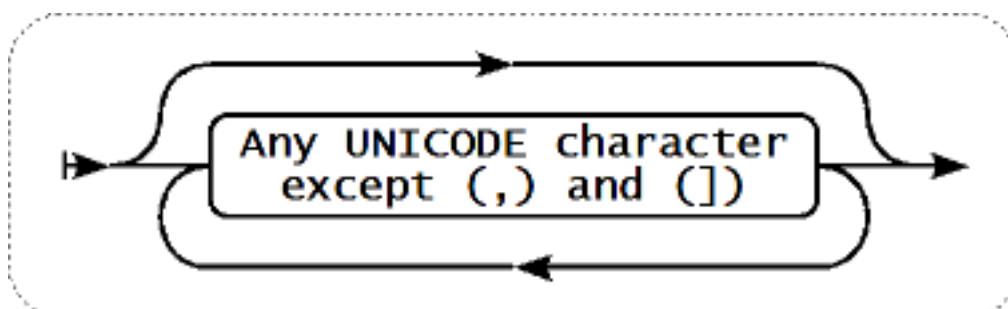 Any UNICODE character
except (,) and (])